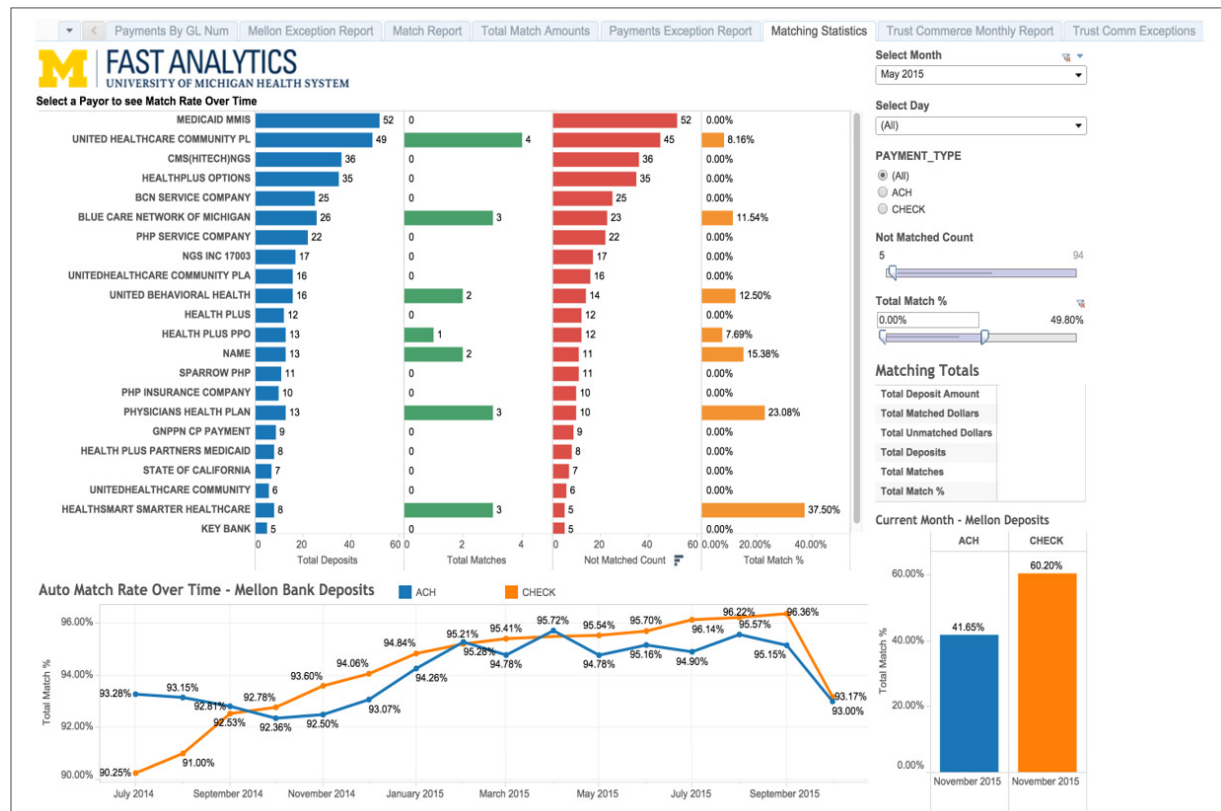 Payments By GL Num Mellon Exception Report Match Report Total Match Amounts Payments Exception Report Matching Statistics Trust Commerce Monthly Report Trust Comm Exceptions
M FAST ANALYTICS
UNIVERSITY OF MICHIGAN HEALTH SYSTEM
Select a Payor to see Match Rate Over Time
MEDICAID MMIS 52 0 52 0.00%
UNITED HEALTHCARE COMMUNITY PL 49 4 45 8.16%
CMS(HITECH)NGS 36 0 36 0.00%
HEALTHPLUS OPTIONS 35 0 35 0.00%
BCN SERVICE COMPANY 25 0 25 0.00%
BLUE CARE NETWORK OF MICHIGAN 26 3 23 11.54%
PHP SERVICE COMPANY 22 0 22 0.00%
NGS INC 17003 17 0 17 0.00%
UNITEDHEALTHCARE COMMUNITY PLA 16 0 16 0.00%
UNITED BEHAVIORAL HEALTH 16 2 14 12.50%
HEALTH PLUS 12 0 12 0.00%
HEALTH PLUS PPO 13 1 12 7.69%
NAME 13 2 11 15.38%
SPARROW PHP 11 0 11 0.00%
PHP INSURANCE COMPANY 10 0 10 0.00%
PHYSICIANS HEALTH PLAN 13 3 10 23.08%
GNPPN CP PAYMENT 9 0 9 0.00%
HEALTH PLUS PARTNERS MEDICAID 8 0 8 0.00%
STATE OF CALIFORNIA 7 0 7 0.00%
UNITEDHEALTHCARE COMMUNITY 6 0 6 0.00%
HEALTHSMART SMARTER HEALTHCARE 8 3 5 37.50%
KEY BANK 5 0 5 0.00%
0 20 40 60 0 2 4 0 20 40 60 0.00% 20.00% 40.00%
Total Deposits Total Matches Not Matched Count Total Match %
Select Month
May 2015
Select Day
(All)
PAYMENT_TYPE
(All)
ACH
CHECK
Not Matched Count
5 94
Total Match %
0.00% 49.80%
Matching Totals
Total Deposit Amount
Total Matched Dollars
Total Unmatched Dollars
Total Deposits
Total Matches
Total Match %
Auto Match Rate Over Time - Mellon Bank Deposits ACH CHECK
Total Match %
96.00%
94.00%
92.00%
90.00%
93.28% 93.15% 92.81% 92.36% 92.50% 93.07% 94.26% 95.28% 94.78% 95.72% 94.78% 95.16% 94.90% 95.57% 95.15% 93.00%
90.25% 91.00% 92.53% 92.78% 93.60% 94.06% 94.84% 95.21% 95.41% 95.54% 95.70% 96.14% 96.22% 96.36% 93.17%
July 2014 September 2014 November 2014 January 2015 March 2015 May 2015 July 2015 September 2015
Current Month - Mellon Deposits
ACH CHECK
Total Match %
60.00%
40.00%
20.00%
0.00%
41.65% 60.20%
November 2015 November 2015